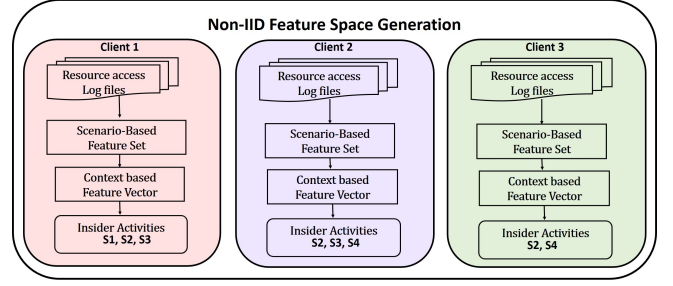 Non-IID Feature Space Generation
Client 1
Resource access
Log files
Scenario-Based
Feature Set
Context based
Feature Vector
Insider Activities
S1, S2, S3
Client 2
Resource access
Log files
Scenario-Based
Feature Set
Context based
Feature Vector
Insider Activities
S2, S3, S4
Client 3
Resource access
Log files
Scenario-Based
Feature Set
Context based
Feature Vector
Insider Activities
S2, S4